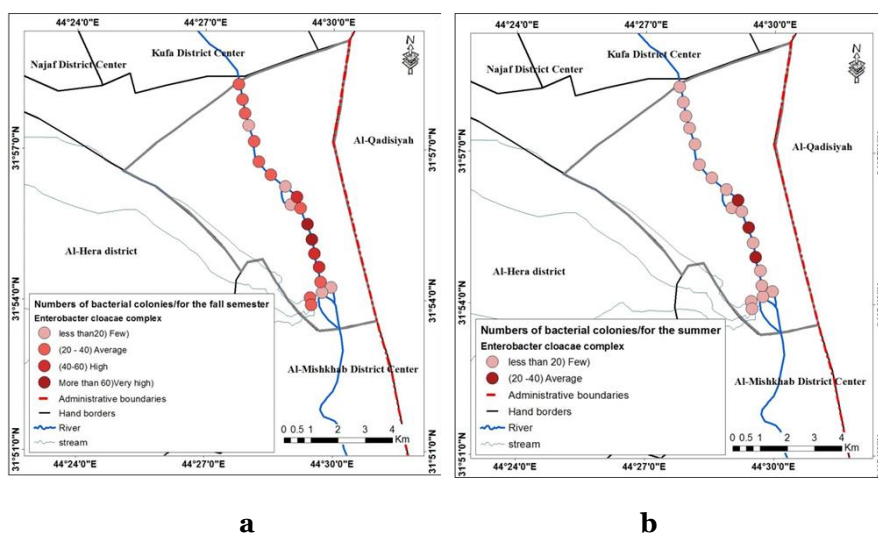 44°24'0"E 44°27'0"E 44°30'0"E
N
Kufa District Center
Najaf District Center
Al-Qadisiyah
31°57'0"N
Al-Hera district
31°54'0"N
Numbers of bacterial colonies/for the fall semester
Enterobacter cloacae complex
less than20) Few)
(20 - 40) Average
(40-60) High
More than 60)Very high)
Administrative boundaries
Hand borders
River
stream
Al-Mishkhab District Center
0 0.5 1 2 3 4
Km
31°51'0"N
44°24'0"E 44°27'0"E 44°30'0"E
a
44°24'0"E 44°27'0"E 44°30'0"E
N
Kufa District Center
Najaf District Center
Al-Qadisiyah
31°57'0"N
Al-Hera district
31°54'0"N
Numbers of bacterial colonies/for the summer
Enterobacter cloacae complex
less than 20) Few)
(20 -40) Average
Administrative boundaries
Hand borders
River
stream
Al-Mishkhab District Center
0 0.5 1 2 3 4
Km
31°51'0"N
44°24'0"E 44°27'0"E 44°30'0"E
b